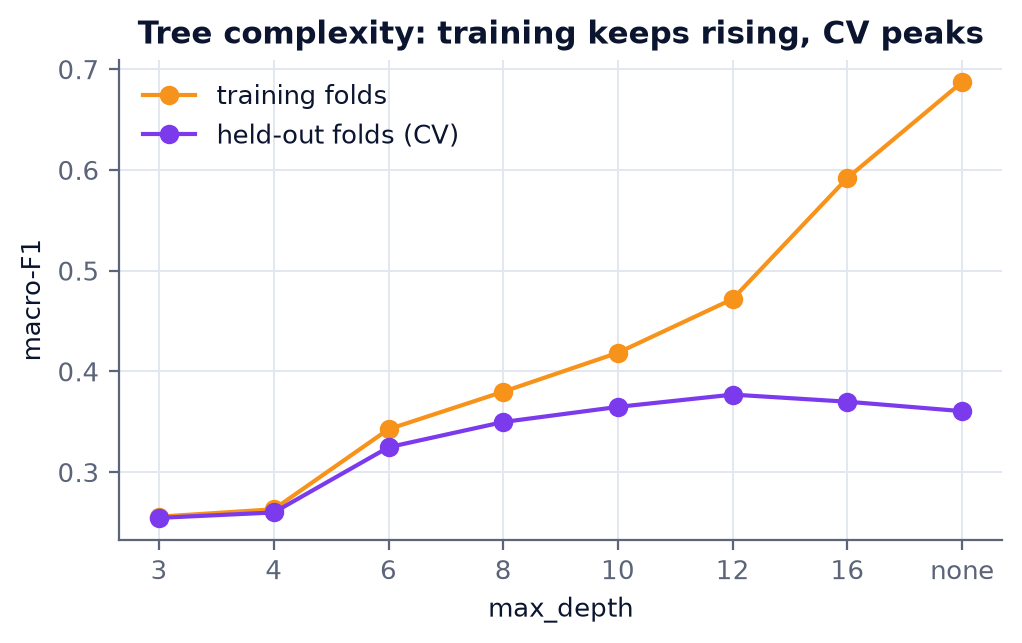 Tree complexity: training keeps rising, CV peaks
training folds
held-out folds (CV)
macro-F1
0.7
0.6
0.5
0.4
0.3
3 4 6 8 10 12 16 none
max_depth